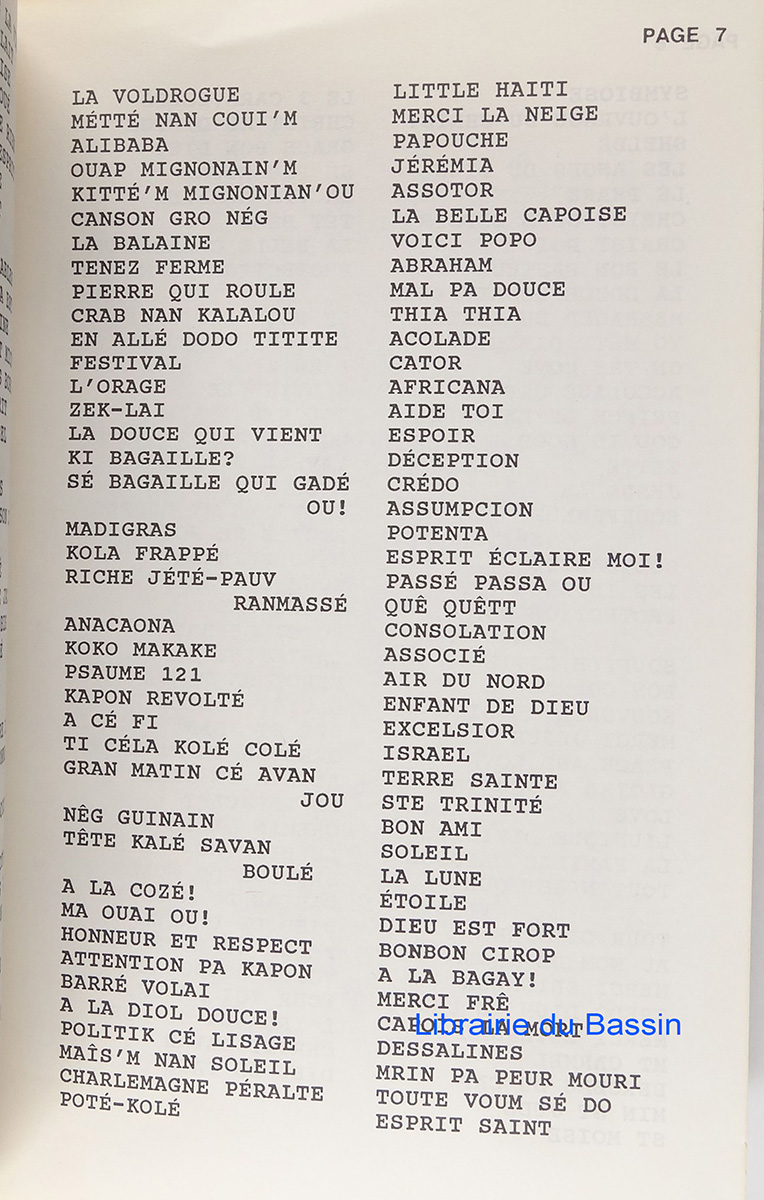 PAGE 7
LA VOLDROGUE
MÉTTÉ NAN COUI'M
ALIBABA
OUAP MIGNONAIN'M
KITTÉ'M MIGNONIAN'OU
CANSON GRO NÉG
LA BALAINE
TENEZ FERME
PIERRE QUI ROULE
CRAB NAN KALALOU
EN ALLÉ DODO TITITE
FESTIVAL
L'ORAGE
ZEK-LAI
LA DOUCE QUI VIENT
KI BAGAILLE?
SÉ BAGAILLE QUI GADÉ
OU!
MADIGRAS
KOLA FRAPPÉ
RICHE JÉTÉ-PAUV
RANMASSÉ
ANACAONA
KOKO MAKAKE
PSAUME 121
KAPON REVOLTÉ
A CÉ FI
TI CÉLA KOLÉ COLÉ
GRAN MATIN CÉ AVAN
JOU
NÊG GUINAIN
TÊTE KALÉ SAVAN
BOULÉ
A LA COZÉ!
MA OUAI OU!
HONNEUR ET RESPECT
ATTENTION PA KAPON
BARRÉ VOLAI
A LA DIOL DOUCE!
POLITIK CÉ LISAGE
MAÎS'M NAN SOLEIL
CHARLEMAGNE PÉRALTE
POTÉ-KOLÉ
LITTLE HAITI
MERCI LA NEIGE
PAPOUCHE
JÉRÉMIA
ASSOTOR
LA BELLE CAPOISE
VOICI POPO
ABRAHAM
MAL PA DOUCE
THIA THIA
ACOLADE
CATOR
AFRICANA
AIDE TOI
ESPOIR
DÉCEPTION
CRÉDO
ASSUMPCION
POTENTA
ESPRIT ÉCLAIRE MOI!
PASSÉ PASSA OU
QUÊ QUÊTT
CONSOLATION
ASSOCIÉ
AIR DU NORD
ENFANT DE DIEU
EXCELSIOR
ISRAEL
TERRE SAINTE
STE TRINITÉ
BON AMI
SOLEIL
LA LUNE
ÉTOILE
DIEU EST FORT
BONBON CIROP
A LA BAGAY!
MERCI FRÊ
CAPOIS LA MORT
DESSALINES
MRIN PA PEUR MOURI
TOUTE VOUM SÉ DO
ESPRIT SAINT
Librairie du Bassin